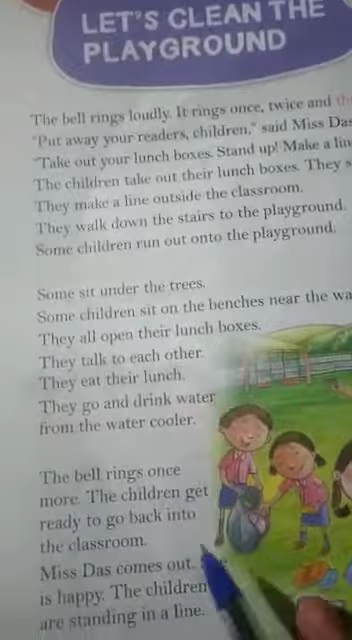 LET'S CLEAN THE
PLAYGROUND
The bell rings loudly. It rings once, twice and
"Put away your readers, children," said Miss Das
"Take out your lunch boxes. Stand up! Make a
The children take out their lunch boxes. They
They make a line outside the classroom.
They walk down the stairs to the playground.
Some children run out onto the playground.
Some sit under the trees.
Some children sit on the benches near the
They all open their lunch boxes.
They talk to each other.
They eat their lunch.
They go and drink water
from the water cooler.
The bell rings once
more. The children get
ready to go back into
the classroom.
Miss Das comes out.
is happy. The children
are standing in a line.